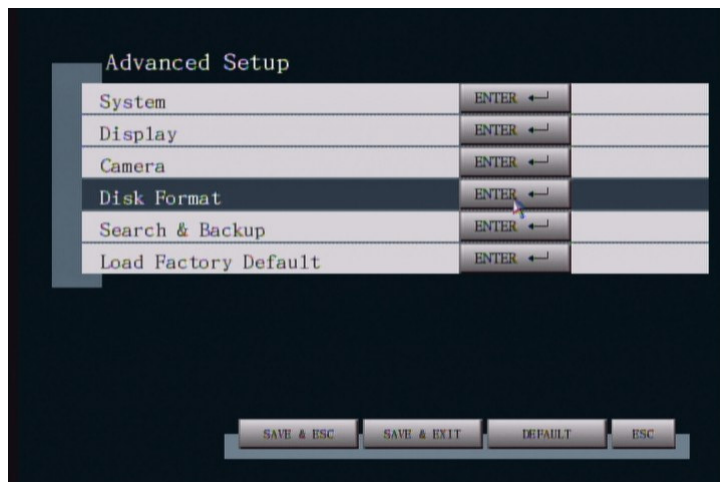 Advanced Setup
System ENTER
Display ENTER
Camera ENTER
Disk Format ENTER
Search & Backup ENTER
Load Factory Default ENTER
SAVE & ESC SAVE & EXIT DEFAULT ESC